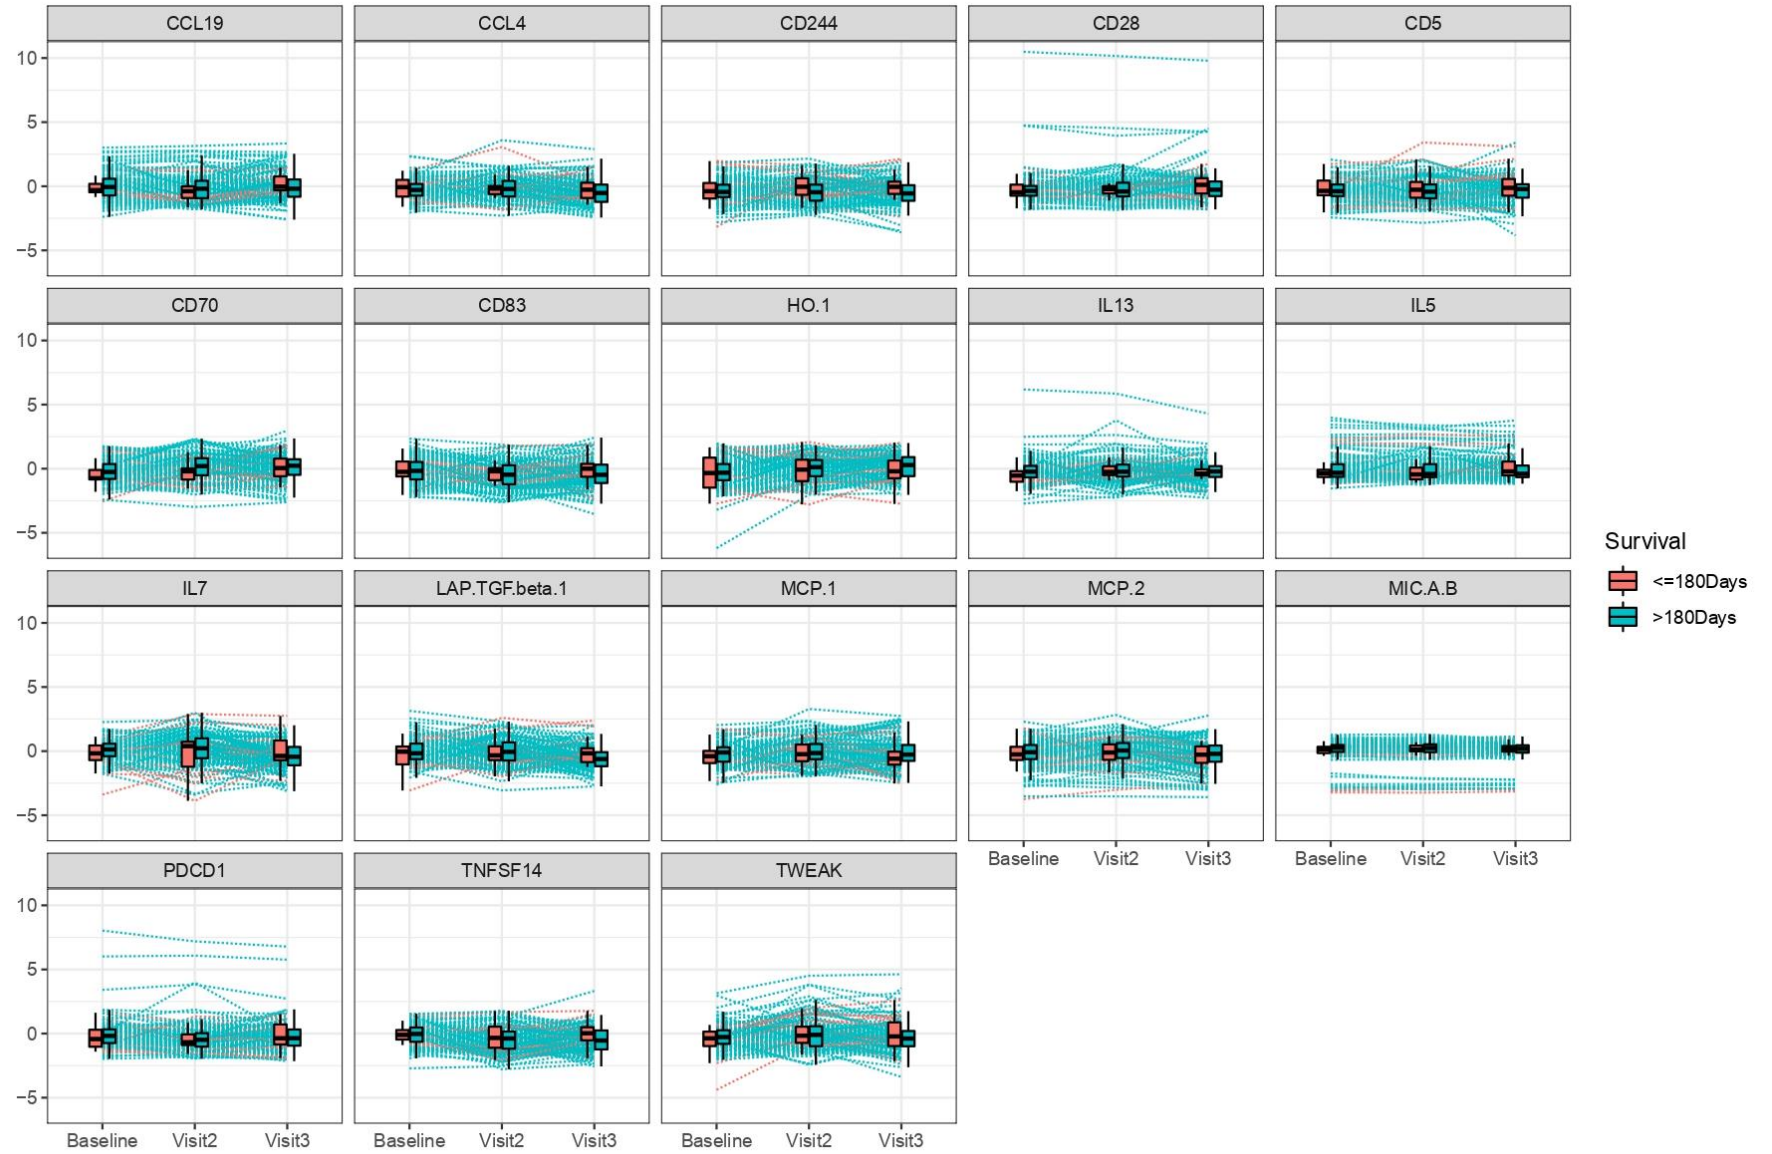 CCL19 CCL4 CD244 CD28 CD5
10
5
0
−5
CD70 CD83 HO.1 IL13 IL5
10
5
0
−5
Survival
<=180Days
>180Days
IL7 LAP.TGF.beta.1 MCP.1 MCP.2 MIC.A.B
10
5
0
−5
Baseline Visit2 Visit3 Baseline Visit2 Visit3
PDCD1 TNFSF14 TWEAK
10
5
0
−5
Baseline Visit2 Visit3 Baseline Visit2 Visit3 Baseline Visit2 Visit3